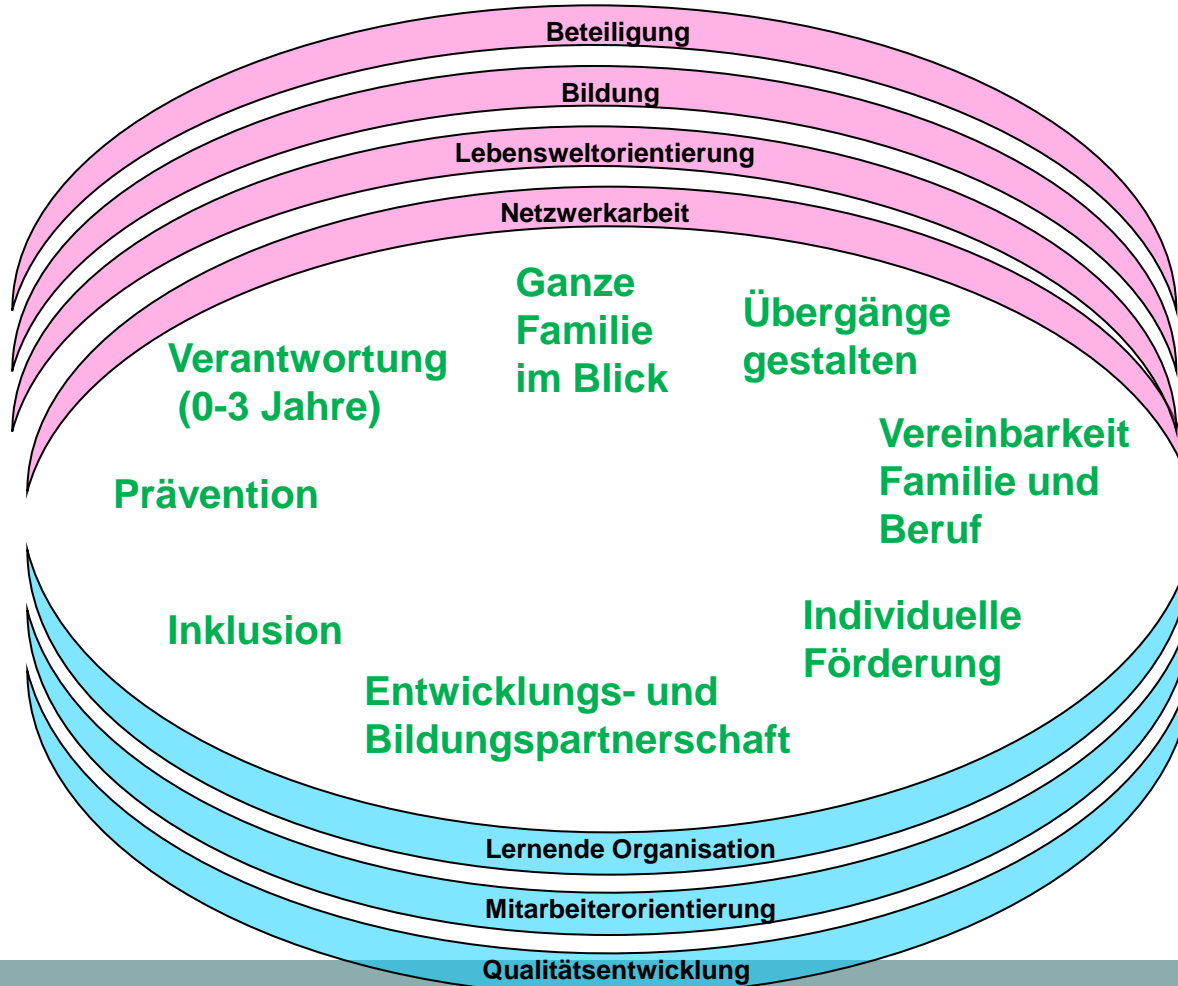 Beteiligung
Bildung
Lebensweltorientierung
Netzwerkarbeit
Ganze
Familie
im Blick
Übergänge
gestalten
Verantwortung
(0-3 Jahre)
Vereinbarkeit
Familie und
Beruf
Prävention
Inklusion
Individuelle
Förderung
Entwicklungs- und
Bildungspartnerschaft
Lernende Organisation
Mitarbeiterorientierung
Qualitätsentwicklung